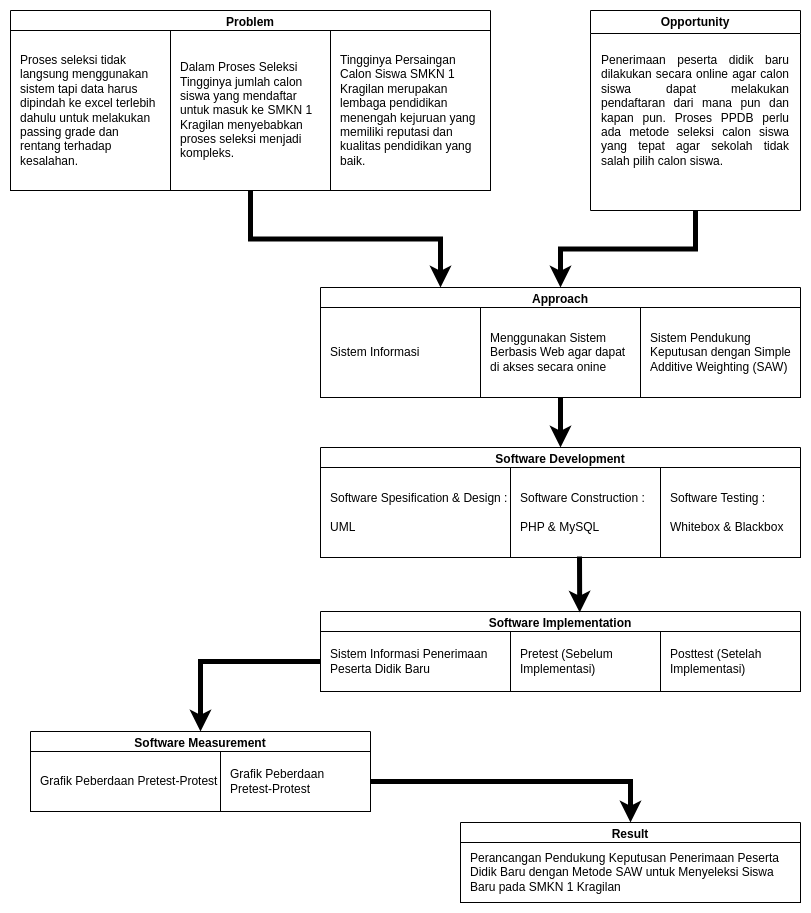 Problem
Proses seleksi tidak
langsung menggunakan
sistem tapi data harus
dipindah ke excel terlebih
dahulu untuk melakukan
passing grade dan
rentang terhadap
kesalahan.
Dalam Proses Seleksi
Tingginya jumlah calon
siswa yang mendaftar
untuk masuk ke SMKN 1
Kragilan menyebabkan
proses seleksi menjadi
kompleks.
Tingginya Persaingan
Calon Siswa SMKN 1
Kragilan merupakan
lembaga pendidikan
menengah kejuruan yang
memiliki reputasi dan
kualitas pendidikan yang
baik.
Opportunity
Penerimaan peserta didik baru
dilakukan secara online agar calon
siswa dapat melakukan
pendaftaran dari mana pun dan
kapan pun. Proses PPDB perlu
ada metode seleksi calon siswa
yang tepat agar sekolah tidak
salah pilih calon siswa.
Approach
Sistem Informasi
Menggunakan Sistem
Berbasis Web agar dapat
di akses secara onine
Sistem Pendukung
Keputusan dengan Simple
Additive Weighting (SAW)
Software Development
Software Spesification & Design :
UML
Software Construction :
PHP & MySQL
Software Testing :
Whitebox & Blackbox
Software Implementation
Sistem Informasi Penerimaan
Peserta Didik Baru
Pretest (Sebelum
Implementasi)
Posttest (Setelah
Implementasi)
Software Measurement
Grafik Peberdaan Pretest-Protest
Grafik Peberdaan
Pretest-Protest
Result
Perancangan Pendukung Keputusan Penerimaan Peserta
Didik Baru dengan Metode SAW untuk Menyeleksi Siswa
Baru pada SMKN 1 Kragilan